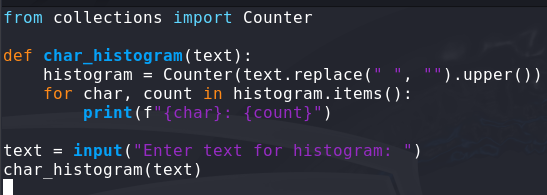 from collections import Counter

def char_histogram(text):
    histogram = Counter(text.replace(" ", "").upper())
    for char, count in histogram.items():
        print(f"{char}: {count}")

text = input("Enter text for histogram: ")
char_histogram(text)